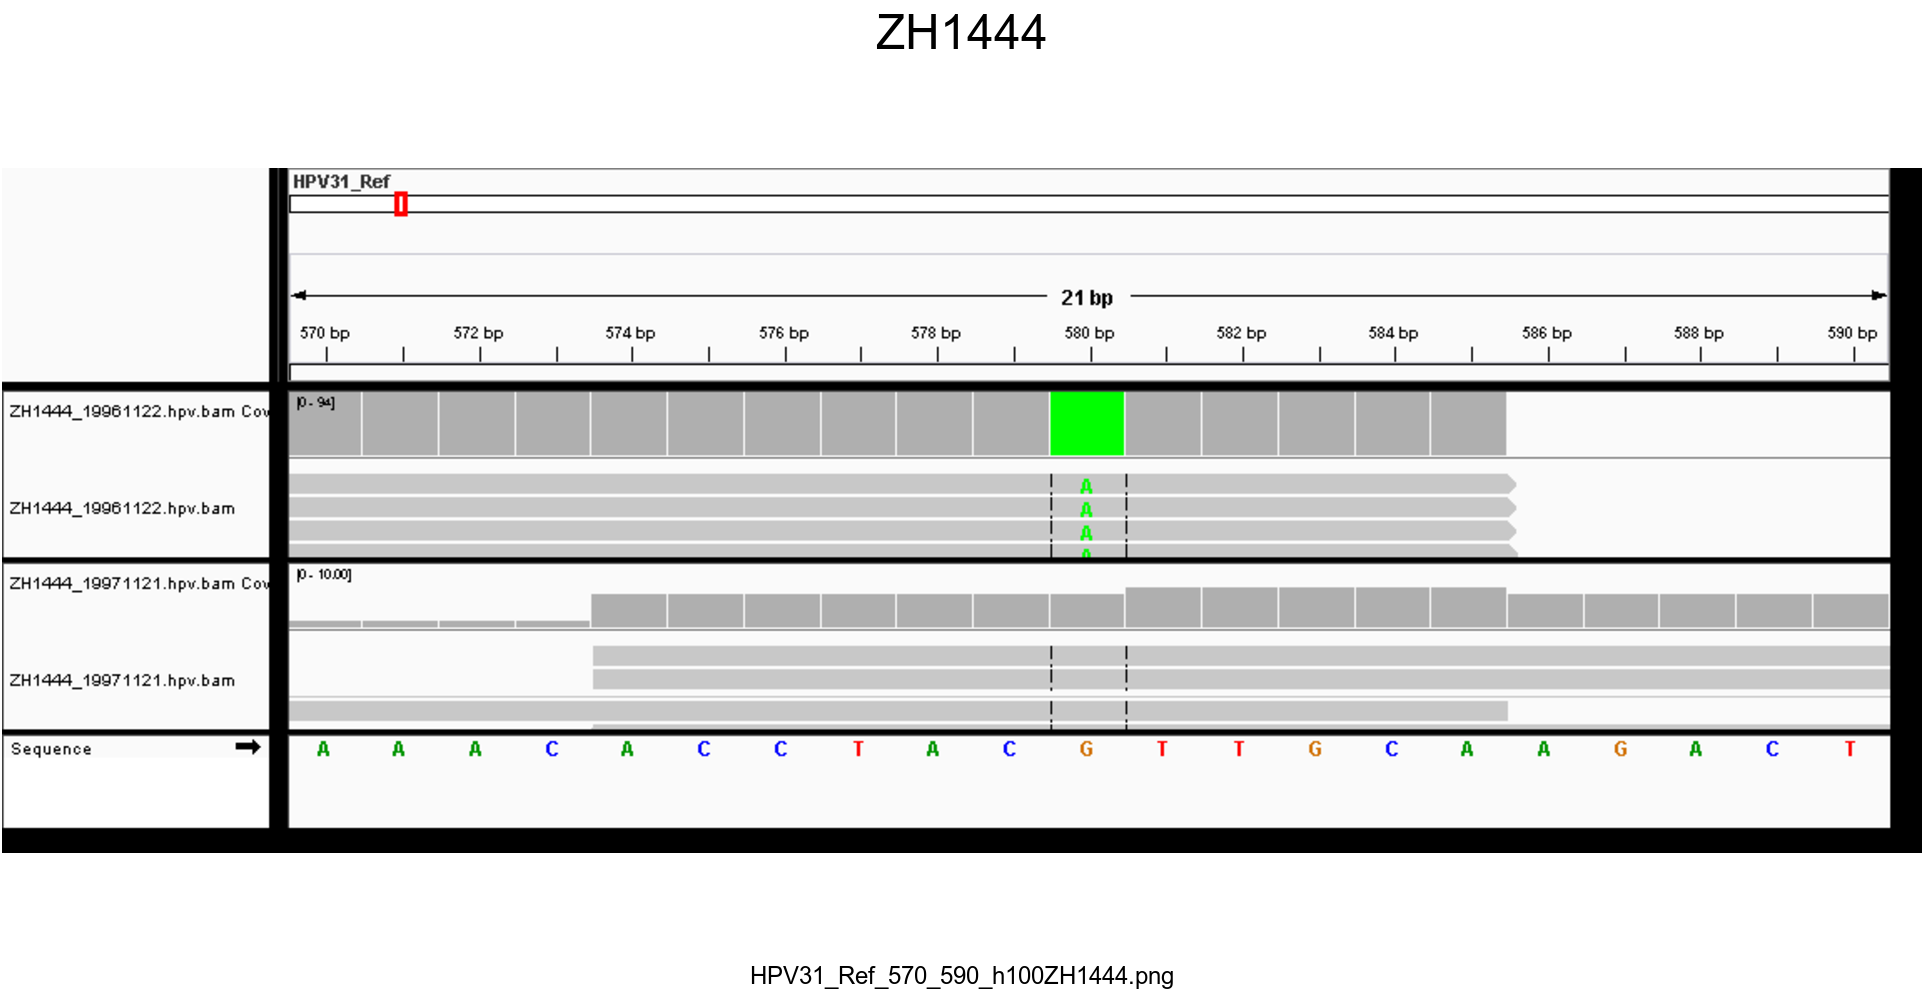 ZH1444
HPV31_Ref
21 bp
570 bp 572 bp 574 bp 576 bp 578 bp 580 bp 582 bp 584 bp 586 bp 588 bp 590 bp
ZH1444_19961122.hpv.bam Cov
[0 - 94]
ZH1444_19961122.hpv.bam
A
A
A
A
ZH1444_19971121.hpv.bam Cov
[0 - 10.00]
ZH1444_19971121.hpv.bam
Sequence A A A C A C C T A C G T T G C A A G A C T
HPV31_Ref_570_590_h100ZH1444.png